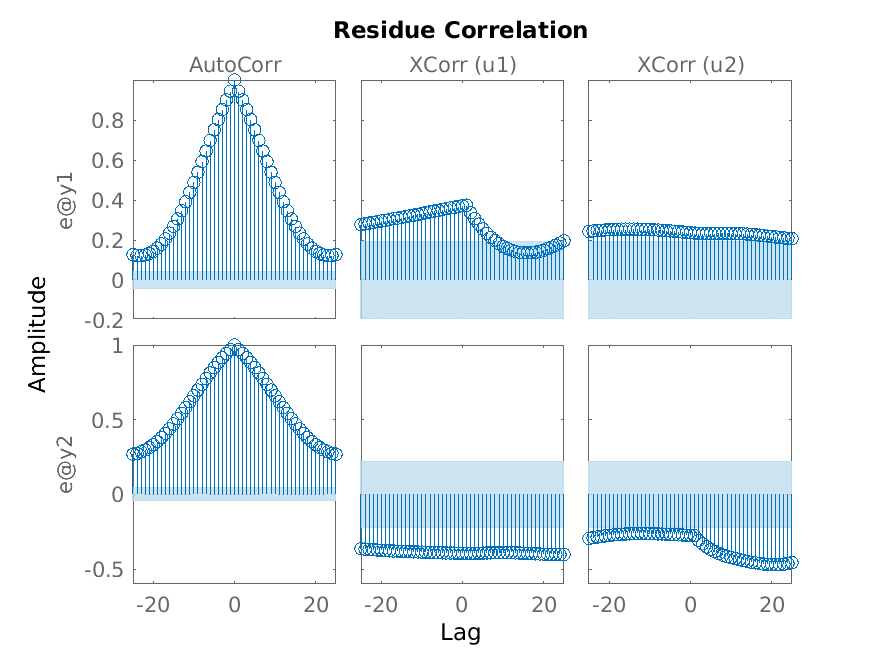 Residue Correlation
AutoCorr
XCorr (u1)
XCorr (u2)
e@y1
0.8
0.6
0.4
0.2
0
-0.2
Amplitude
e@y2
1
0.5
0
-0.5
-20 0 20
-20 0 20
-20 0 20
Lag